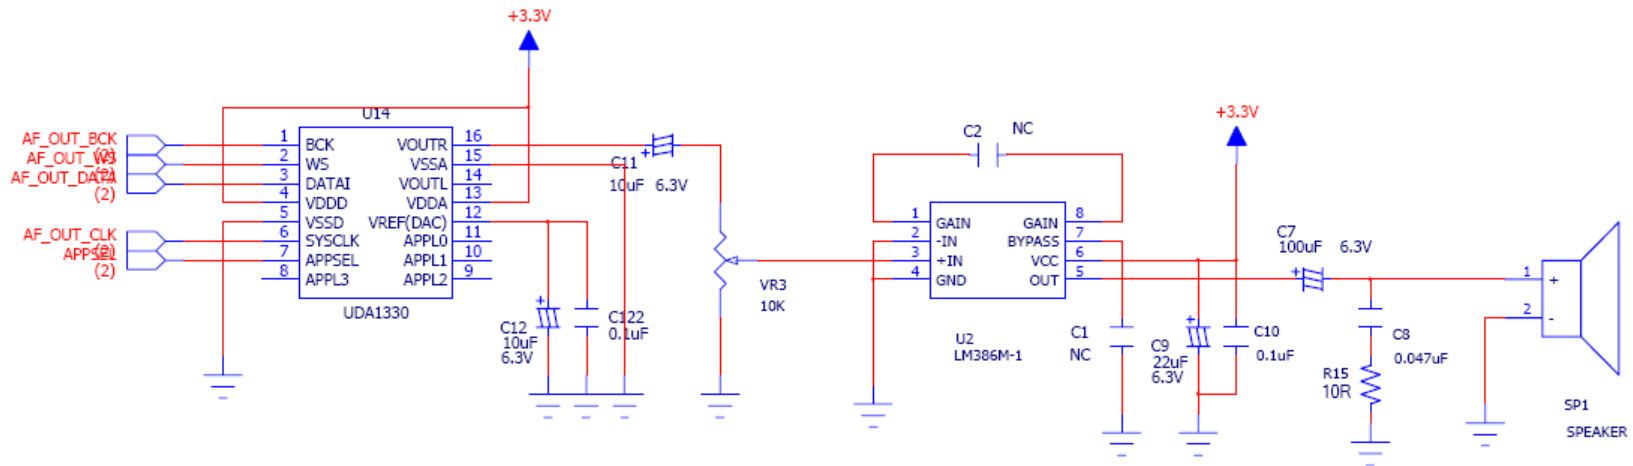 +3.3V
U14
AF_OUT_BCK
(2)
AF_OUT_WS
(2)
AF_OUT_DATA
(2)
AF_OUT_CLK
(2)
APPSEL
(2)
1 BCK VOUTR 16
2 WS VSSA 15
3 DATAI VOUTL 14
4 VDDD VDDA 13
5 VSSD VREF(DAC) 12
6 SYSCLK APPL0 11
7 APPSEL APPL1 10
8 APPL3 APPL2 9
UDA1330
C11
10uF 6.3V
C12
10uF
6.3V
C122
0.1uF
VR3
10K
C2 NC
1 GAIN GAIN 8
2 -IN BYPASS 7
3 +IN VCC 6
4 GND OUT 5
U2
LM386M-1
C1
NC
+3.3V
C9
22uF
6.3V
C10
0.1uF
C7
100uF 6.3V
C8
0.047uF
R15
10R
1 +
2 -
SP1
SPEAKER